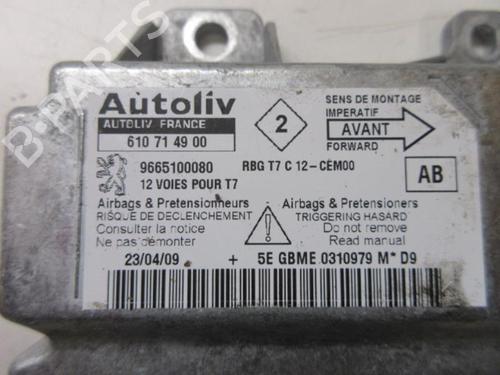 Autoliv
AUTOLIV FRANCE
610 714 9 00
2
SENS DE MONTAGE
IMPERATIF
AVANT
FORWARD
9665100080
RBG T7 C 12-CEM00
12 VOIES POUR T7
AB
Airbags & Pretensionneurs
RISQUE DE DECLENCHEMENT
Consulter la notice
Ne pas démonter
!
Airbags & Pretensioners
TRIGGERING HASARD
Do not remove
Read manual
23/04/09 + 5E GBME 0310979 M* D9
B-PARTS